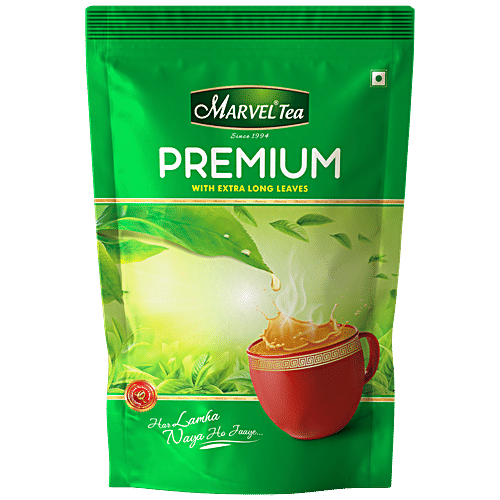 MARVEL® Tea
Since 1994
PREMIUM
WITH EXTRA LONG LEAVES
Har Lamha
Naya Ho Jaaye...